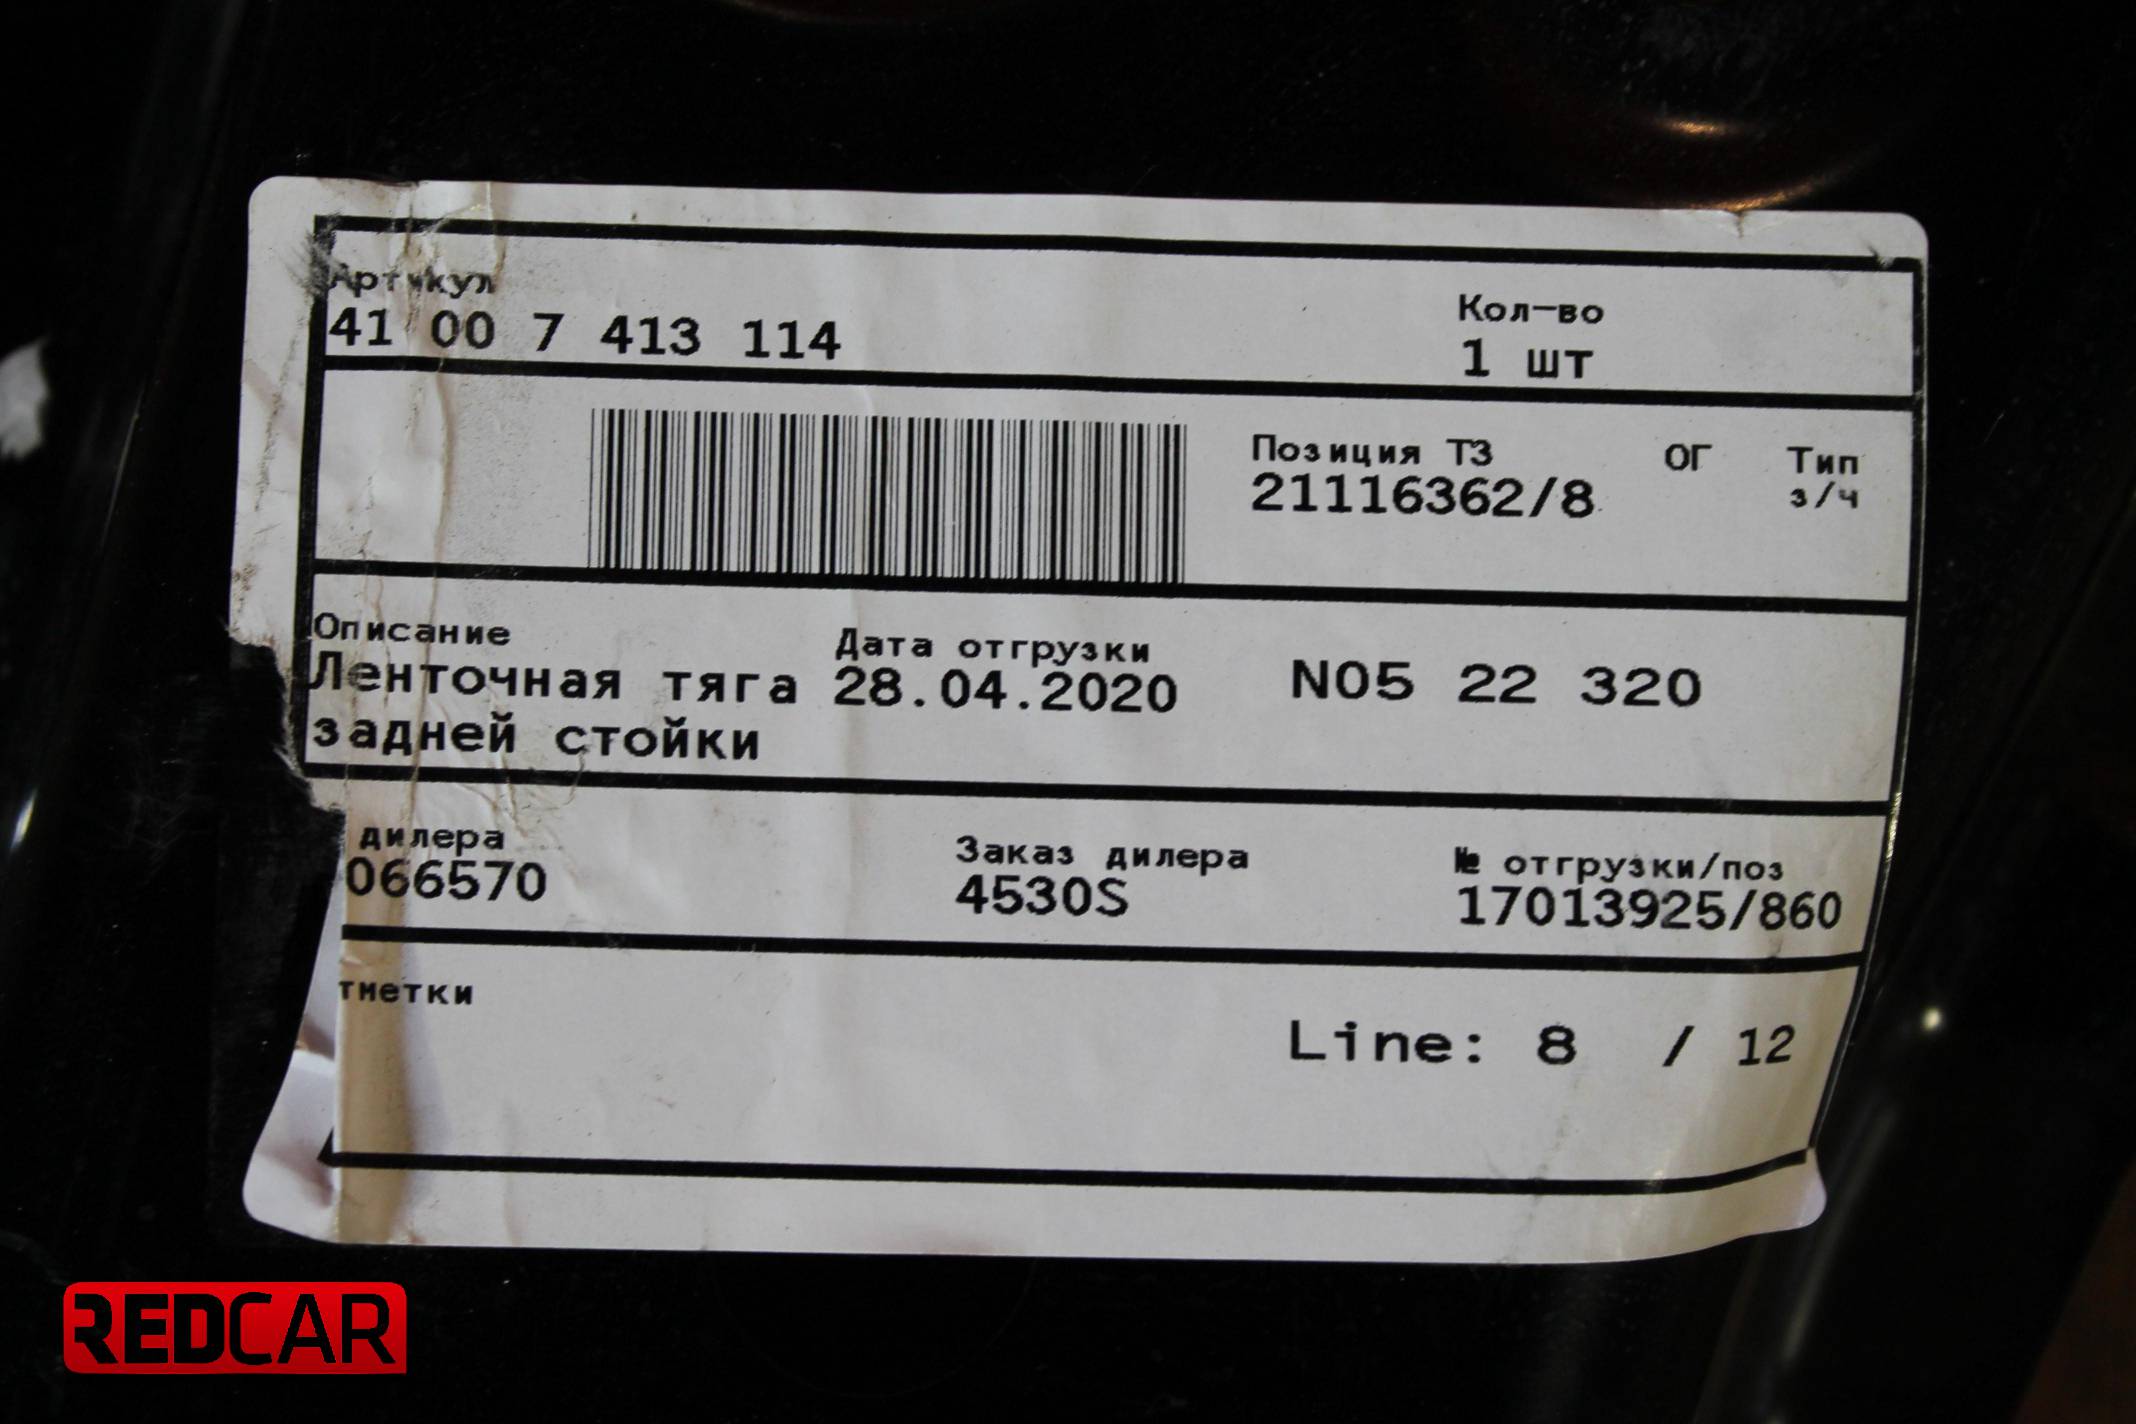 Артикул
41 00 7 413 114
Кол-во
1 шт
Позиция ТЗ
21116362/8
ОГ
Тип
з/ч
Описание
Ленточная тяга
задней стойки
Дата отгрузки
28.04.2020
N05 22 320
дилера
066570
Заказ дилера
4530S
№ отгрузки/поз
17013925/860
тметки
Line: 8 / 12
REDCAR